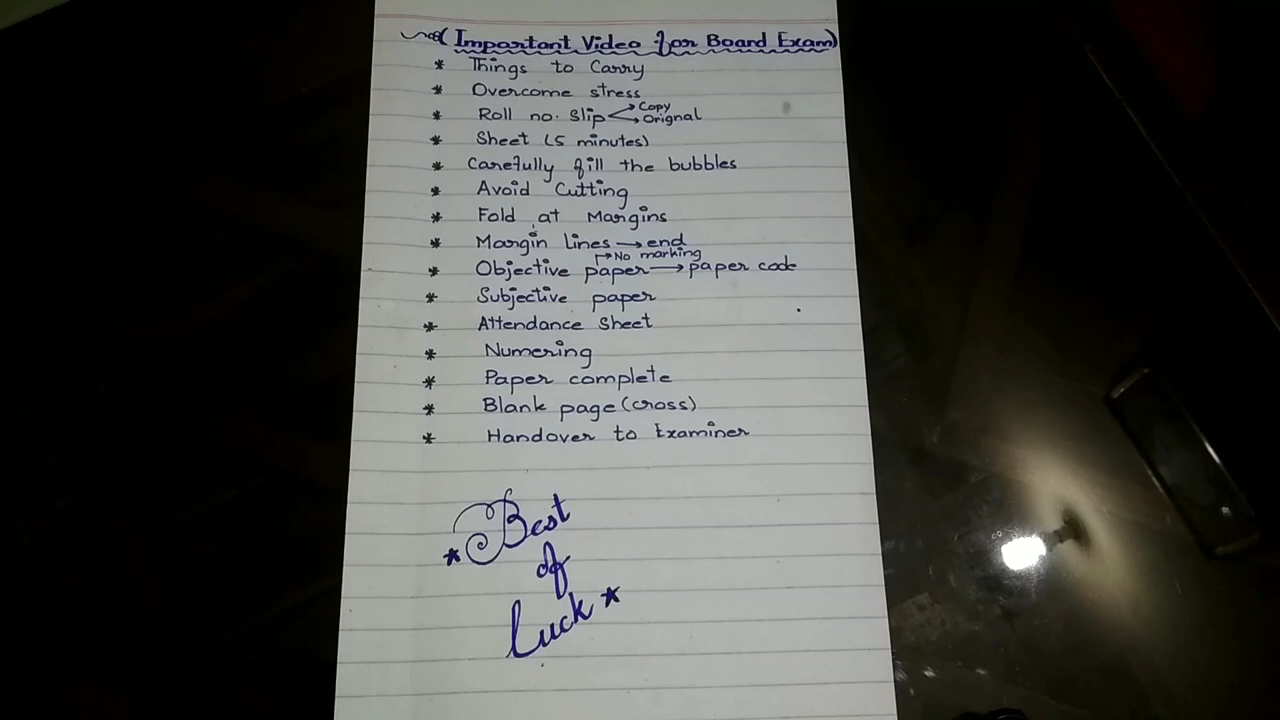 (Important Video for Board Exam)
* Things to Carry
* Overcome stress
* Roll no. Slip → Copy
→ Orignal
* Sheet (5 minutes)
* Carefully fill the bubbles
* Avoid Cutting
* Fold at Margins
* Margin lines → end
→ No marking
* Objective paper → paper code
* Subjective paper
* Attendance Sheet
* Numering
* Paper complete
* Blank page (cross)
* Handover to Examiner
* Best
of
Luck *